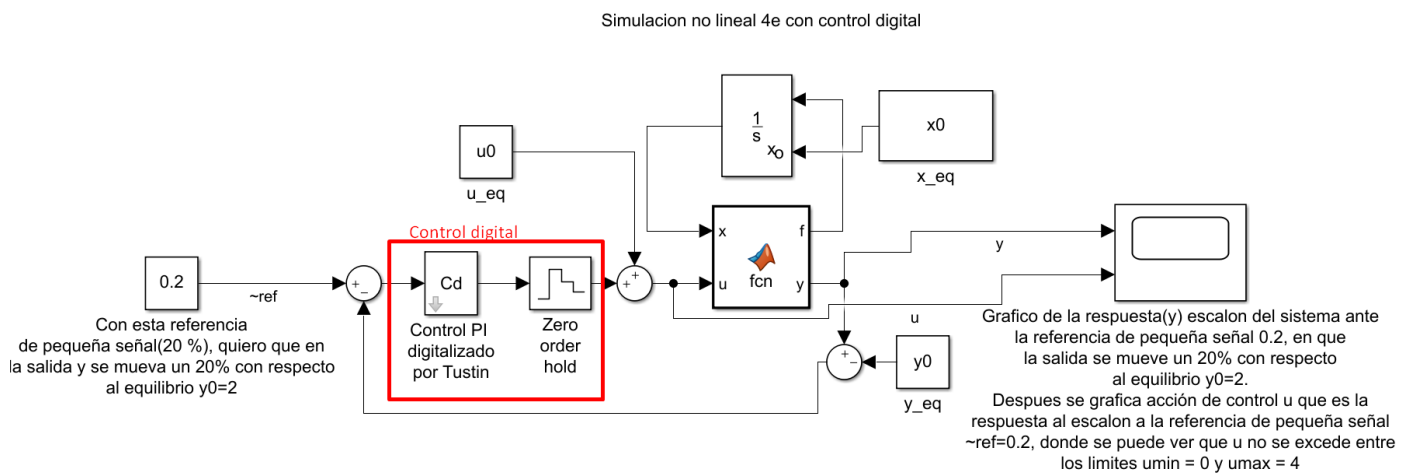 Simulacion no lineal 4e con control digital
1
s
xo
x0
x_eq
u0
u_eq
Control digital
x
f
u
y
fcn
0.2
~ref
+
−
Cd
+
+
y
u
Con esta referencia
de pequeña señal(20 %), quiero que en
la salida y se mueva un 20% con respecto
al equilibrio y0=2
Control PI
digitalizado
por Tustin
Zero
order
hold
+
−
y0
y_eq
Grafico de la respuesta(y) escalon del sistema ante
la referencia de pequeña señal 0.2, en que
la salida se mueve un 20% con respecto
al equilibrio y0=2.
Despues se grafica acción de control u que es la
respuesta al escalon a la referencia de pequeña señal
~ref=0.2, donde se puede ver que u no se excede entre
los limites umin = 0 y umax = 4